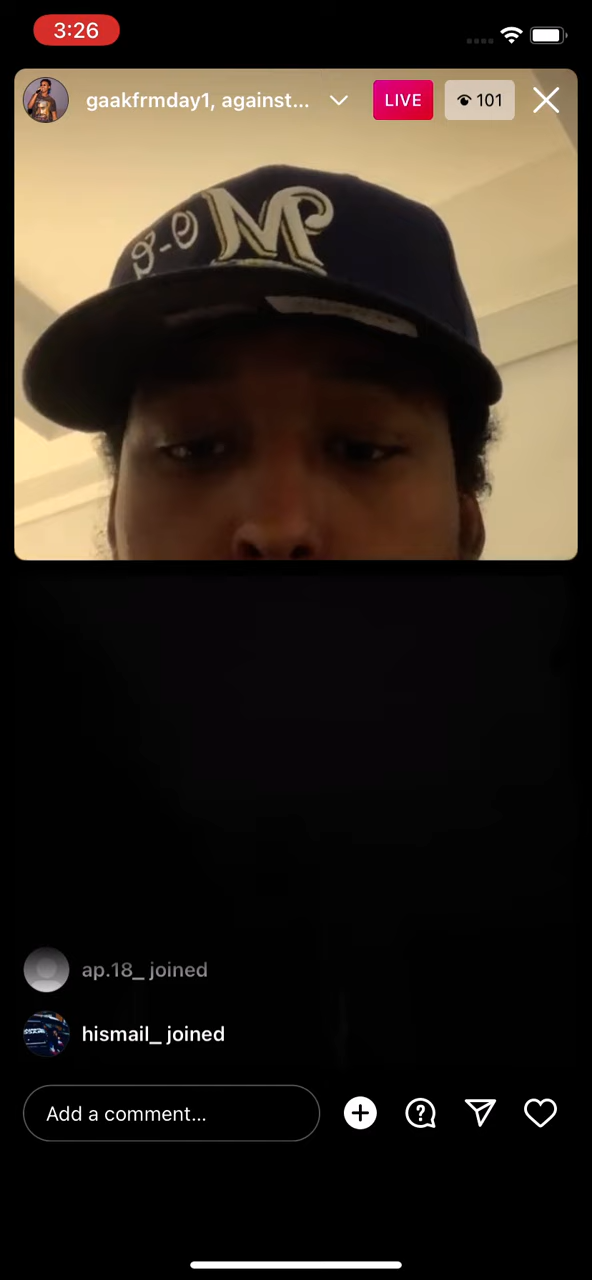 3:26
gaakfrmday1, against...
LIVE
101
M
ap.18_ joined
hismail_ joined
Add a comment...